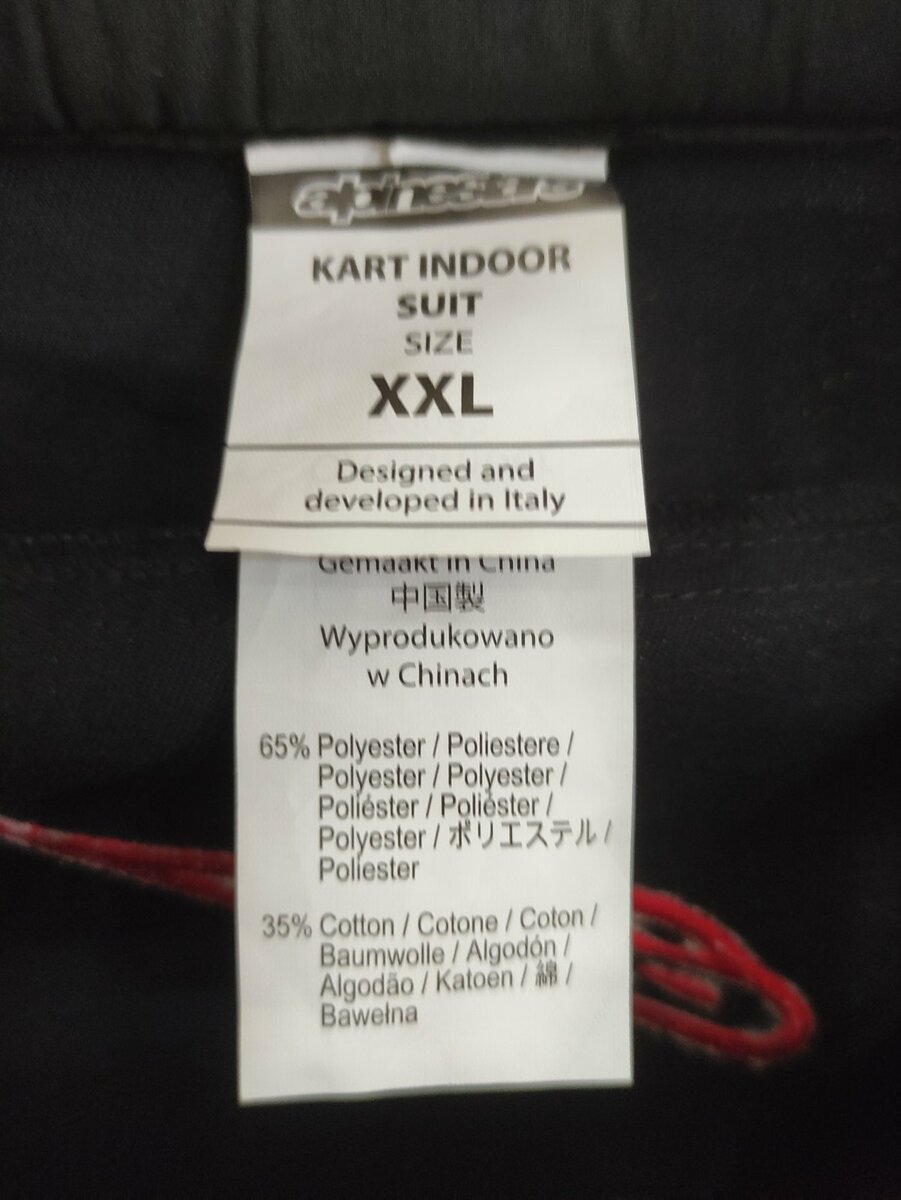 alpinestars
KART INDOOR
SUIT
SIZE
XXL
Designed and
developed in Italy
Gemaakt in China
中国製
Wyprodukowano
w Chinach
65% Polyester / Poliestere /
Polyester / Polyester /
Poliéster / Poliéster /
Polyester / ポリエステル /
Poliester
35% Cotton / Cotone / Coton /
Baumwolle / Algodón /
Algodão / Katoen / 綿 /
Bawełna